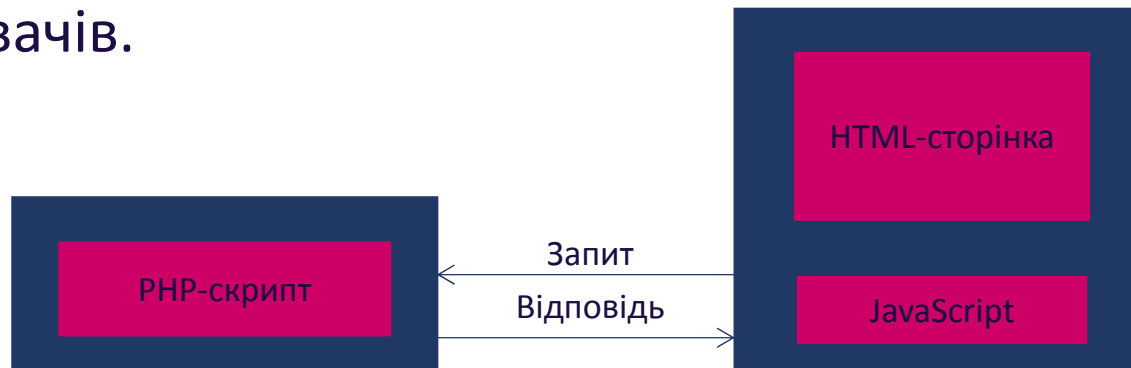 вачів.
HTML-сторінка
Запит
PHP-скрипт
Відповідь
JavaScript